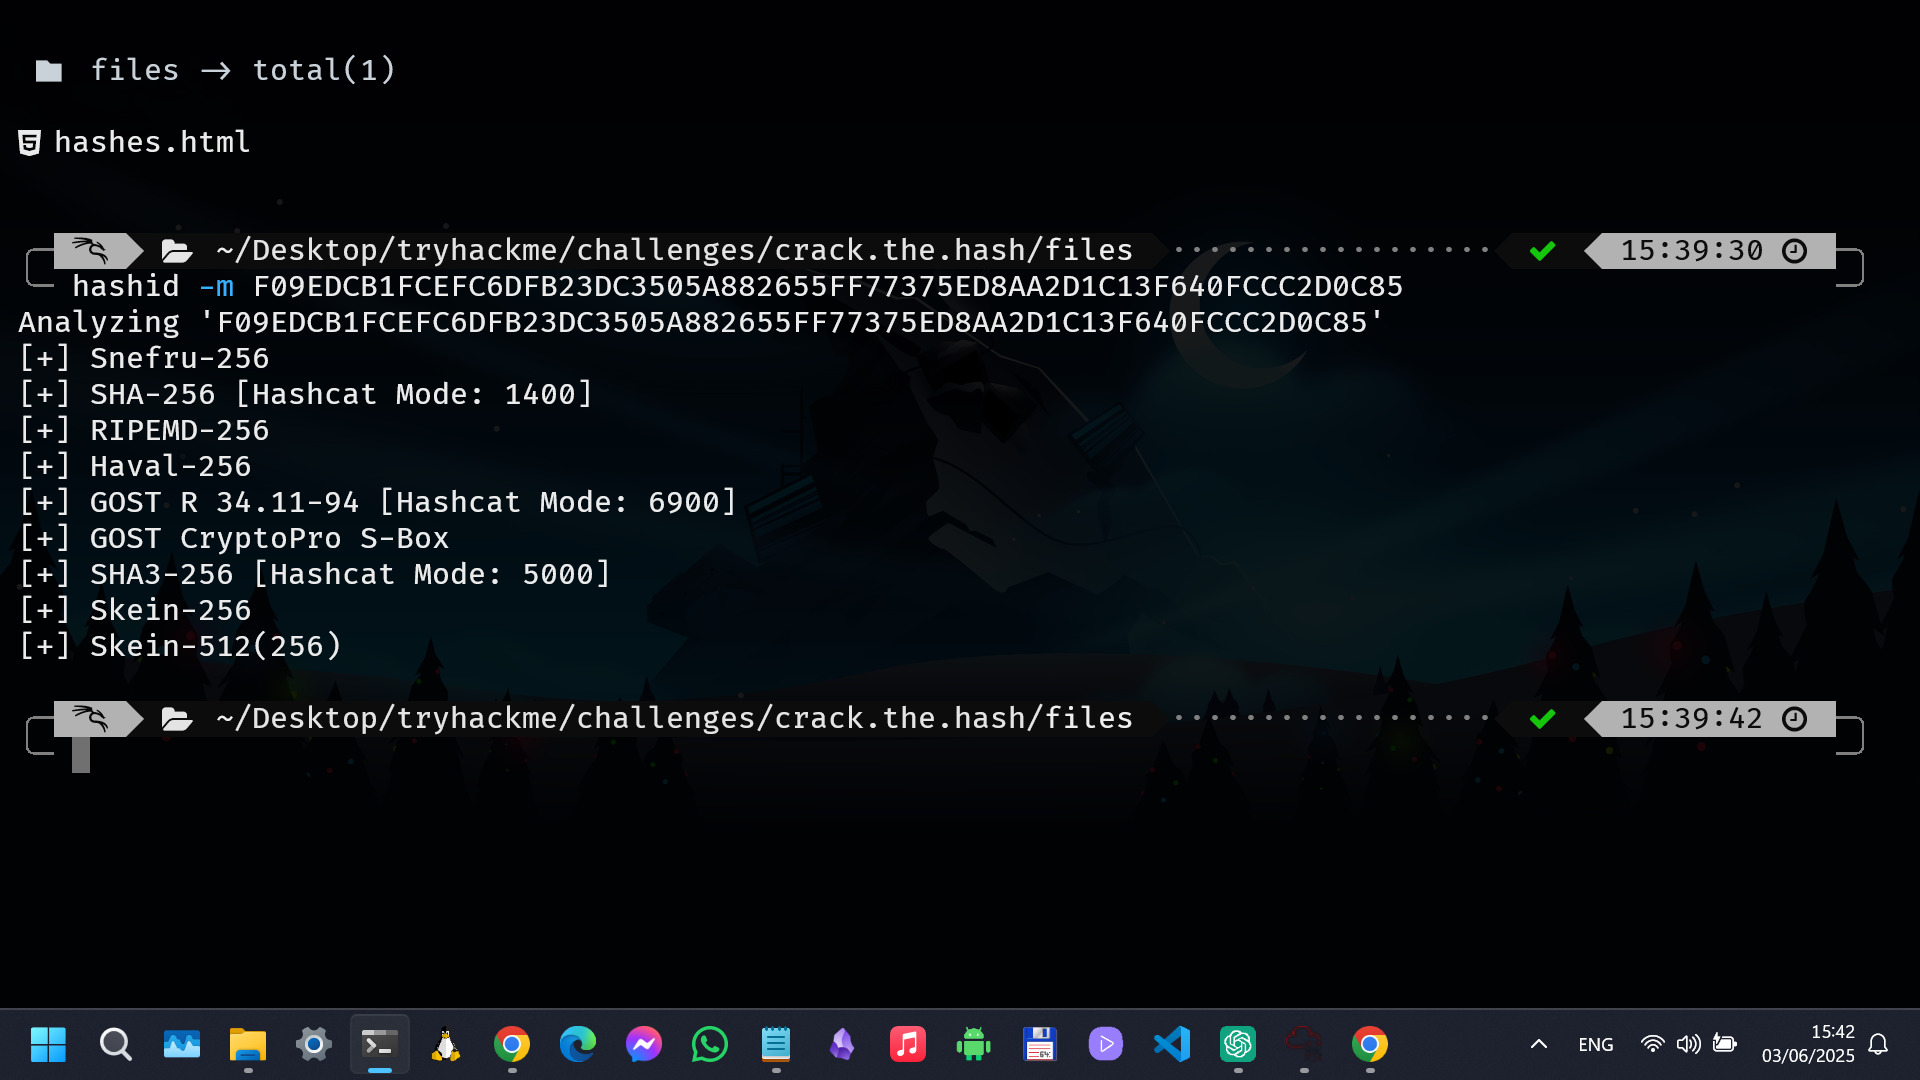 files → total(1)
hashes.html
~/Desktop/tryhackme/challenges/crack.the.hash/files 15:39:30
hashid -m F09EDCB1FCEFC6DFB23DC3505A882655FF77375ED8AA2D1C13F640FCCC2D0C85
Analyzing 'F09EDCB1FCEFC6DFB23DC3505A882655FF77375ED8AA2D1C13F640FCCC2D0C85'
[+] Snefru-256
[+] SHA-256 [Hashcat Mode: 1400]
[+] RIPEMD-256
[+] Haval-256
[+] GOST R 34.11-94 [Hashcat Mode: 6900]
[+] GOST CryptoPro S-Box
[+] SHA3-256 [Hashcat Mode: 5000]
[+] Skein-256
[+] Skein-512(256)
~/Desktop/tryhackme/challenges/crack.the.hash/files 15:39:42
64
ENG
15:42
03/06/2025